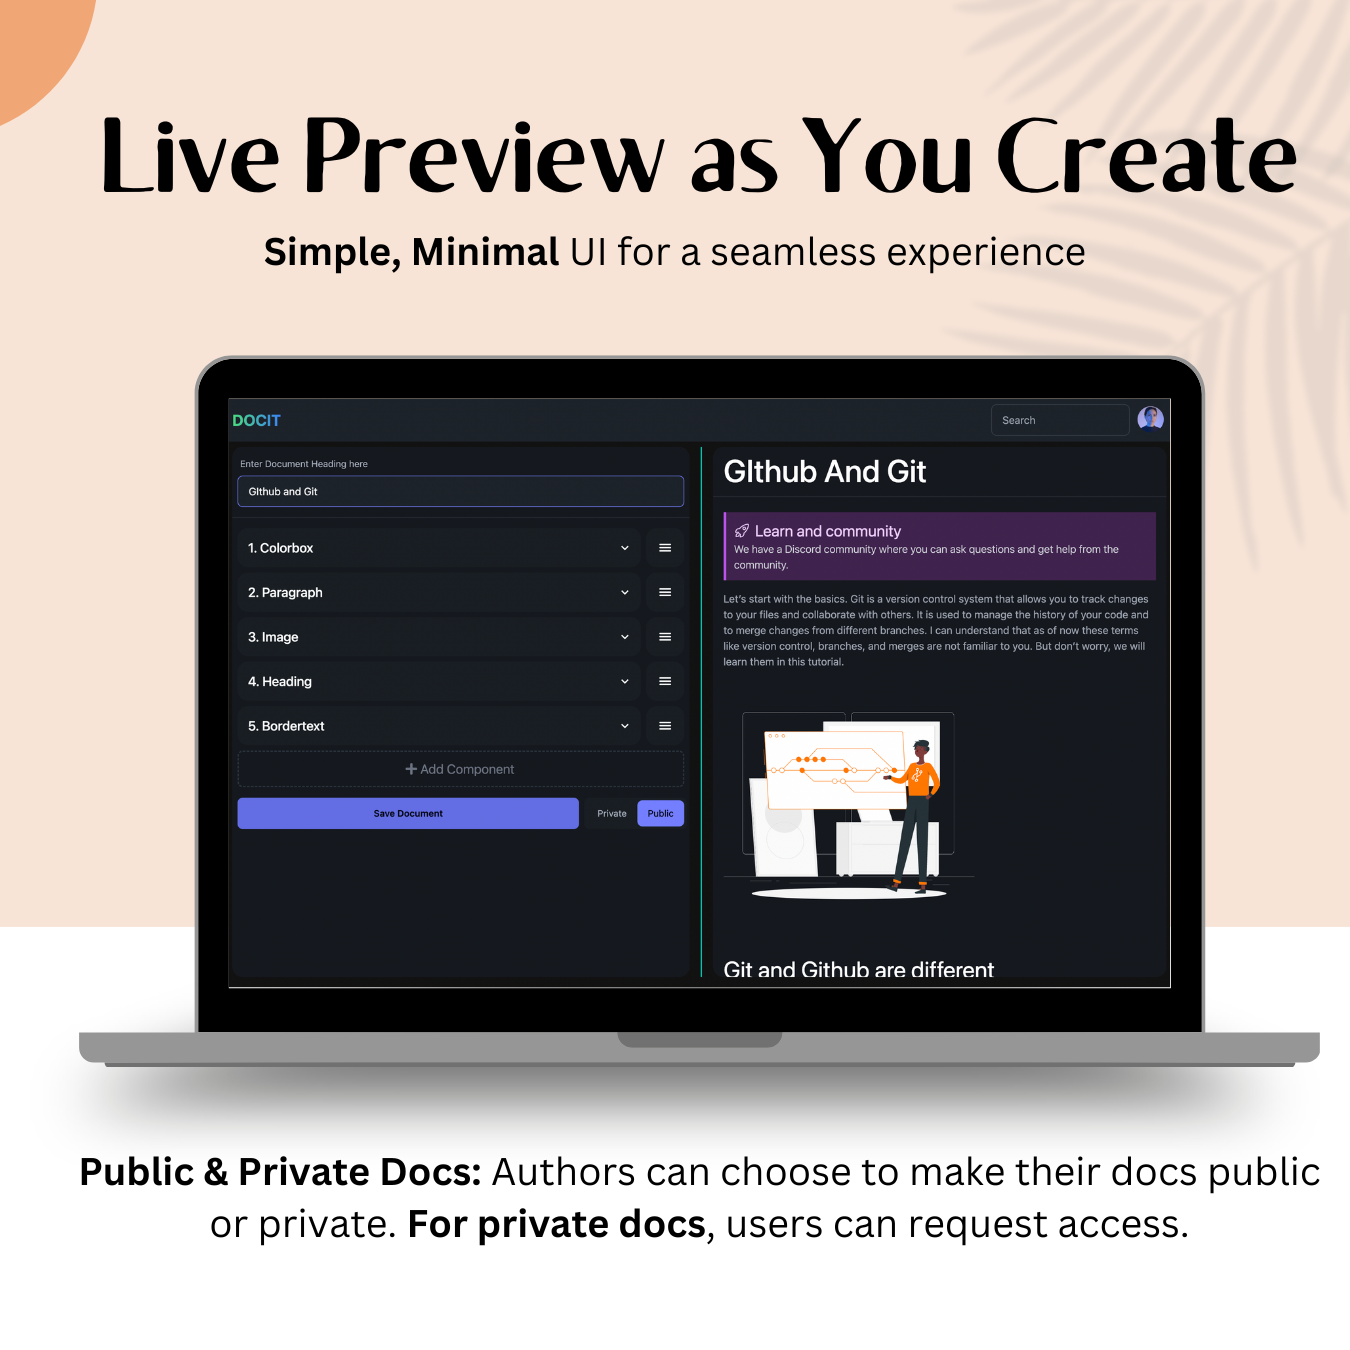 Live Preview as You Create
Simple, Minimal UI for a seamless experience
DOCIT
Search
Enter Document Heading here
GIthub and Git
1. Colorbox
2. Paragraph
3. Image
4. Heading
5. Bordertext
+ Add Component
Save Document
Private
Public
GIthub And Git
Learn and community
We have a Discord community where you can ask questions and get help from the
community.
Let's start with the basics. Git is a version control system that allows you to track changes
to your files and collaborate with others. It is used to manage the history of your code and
to merge changes from different branches. I can understand that as of now these terms
like version control, branches, and merges are not familiar to you. But don't worry, we will
learn them in this tutorial.
Git and Github are different
Public & Private Docs: Authors can choose to make their docs public
or private. For private docs, users can request access.